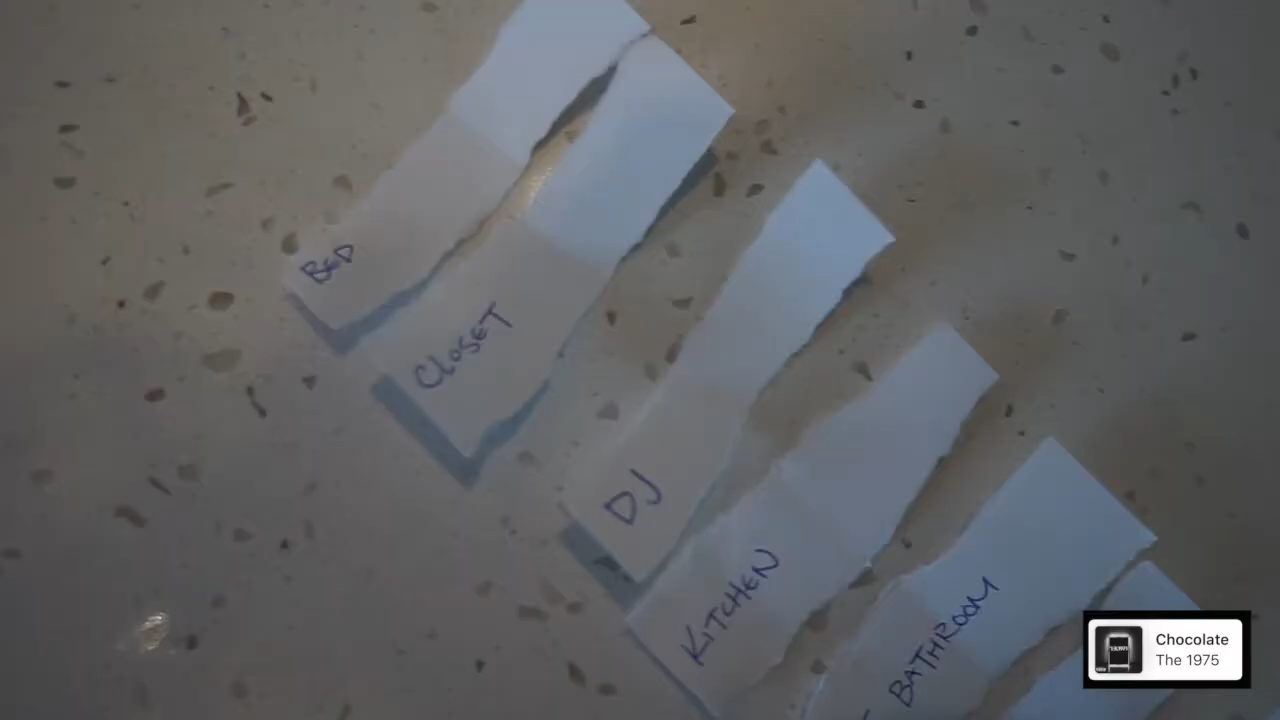 BED
CLOSET
DJ
KITCHEN
BATHROOM
Chocolate
The 1975